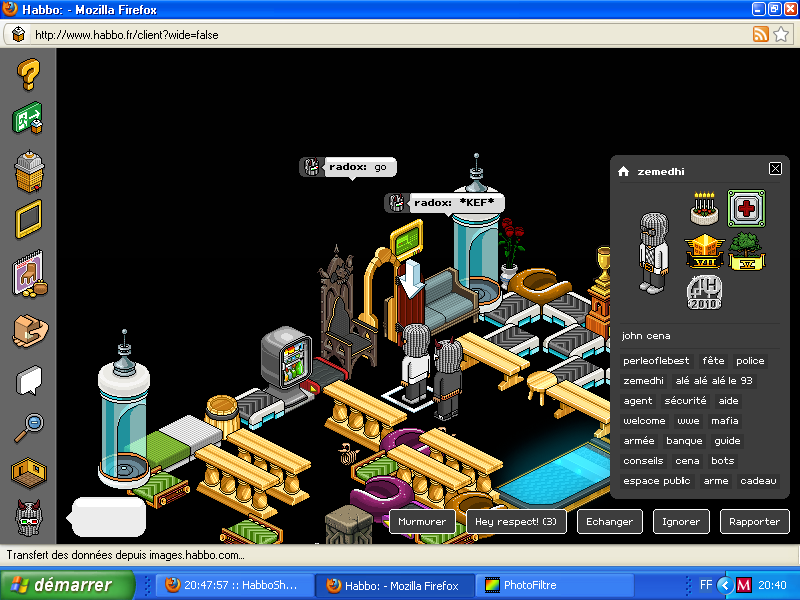 Habbo: - Mozilla Firefox
http://www.habbo.fr/client?wide=false
radox: go
radox: *KEF*
zemedhi
2010
john cena
perleoflebest fête police
zemedhi alé alé alé le 93
agent sécurité aide
welcome wwe mafia
armée banque guide
conseils cena bots
espace public arme cadeau
Murmurer Hey respect! (3) Echanger Ignorer Rapporter
Transfert des données depuis images.habbo.com...
démarrer 20:47:57 :: HabboSh... Habbo: - Mozilla Firefox PhotoFiltre FF M 20:40